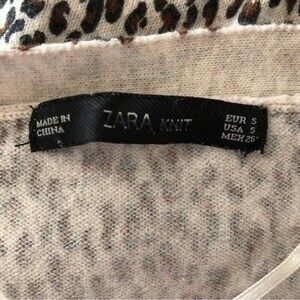 MADE IN
CHINA
ZARA KNIT
EUR S
USA S
MEX 26